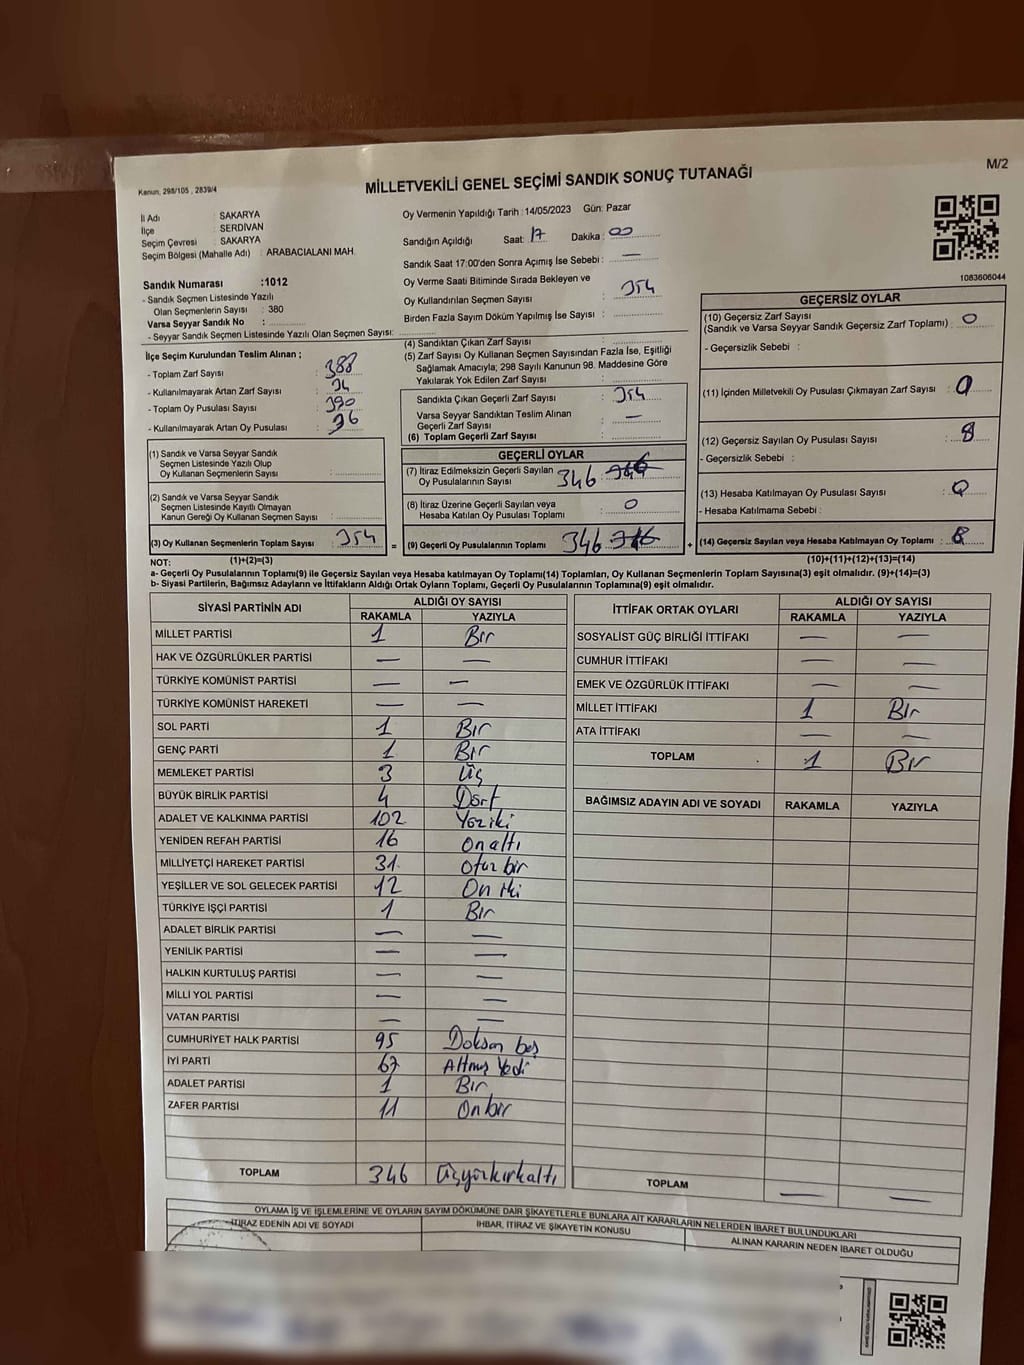 M/2
Kanun, 298/105 , 2839/4
MİLLETVEKİLİ GENEL SEÇİMİ SANDIK SONUÇ TUTANAĞI
İl Adı : SAKARYA
İlçe : SERDİVAN
Seçim Çevresi : SAKARYA
Seçim Bölgesi (Mahalle Adı) : ARABACIALANI MAH.
Sandık Numarası :1012
- Sandık Seçmen Listesinde Yazılı
Olan Seçmenlerin Sayısı : 380
Varsa Seyyar Sandık No :
- Seyyar Sandık Seçmen Listesinde Yazılı Olan Seçmen Sayısı:
İlçe Seçim Kurulundan Teslim Alınan ;
- Toplam Zarf Sayısı : 388
- Kullanılmayarak Artan Zarf Sayısı : 34
- Toplam Oy Pusulası Sayısı : 390
- Kullanılmayarak Artan Oy Pusulası : 36
Oy Vermenin Yapıldığı Tarih :14/05/2023 Gün: Pazar
Sandığın Açıldığı Saat: 17 Dakika : 00
Sandık Saat 17:00'den Sonra Açımış İse Sebebi : —
Oy Verme Saati Bitiminde Sırada Bekleyen ve
Oy Kullandırılan Seçmen Sayısı : 354
Birden Fazla Sayım Döküm Yapılmış İse Sayısı :
(4) Sandıktan Çıkan Zarf Sayısı :
(5) Zarf Sayısı Oy Kullanan Seçmen Sayısından Fazla İse, Eşitliği
Sağlamak Amacıyla; 298 Sayılı Kanunun 98. Maddesine Göre
Yakılarak Yok Edilen Zarf Sayısı :
Sandıkta Çıkan Geçerli Zarf Sayısı : 354
Varsa Seyyar Sandıktan Teslim Alınan
Geçerli Zarf Sayısı : —
(6) Toplam Geçerli Zarf Sayısı :
1083606044
GEÇERSİZ OYLAR
(10) Geçersiz Zarf Sayısı : 0
(Sandık ve Varsa Seyyar Sandık Geçersiz Zarf Toplamı)
- Geçersizlik Sebebi :
(11) İçinden Milletvekili Oy Pusulası Çıkmayan Zarf Sayısı : 0
(12) Geçersiz Sayılan Oy Pusulası Sayısı : 8
- Geçersizlik Sebebi :
(13) Hesaba Katılmayan Oy Pusulası Sayısı : 0
- Hesaba Katılmama Sebebi :
(14) Geçersiz Sayılan veya Hesaba Katılmayan Oy Toplamı : 8
(10)+(11)+(12)+(13)=(14)
(1) Sandık ve Varsa Seyyar Sandık
Seçmen Listesinde Yazılı Olup
Oy Kullanan Seçmenlerin Sayısı :
(2) Sandık ve Varsa Seyyar Sandık
Seçmen Listesinde Kayıtlı Olmayan
Kanun Gereği Oy Kullanan Seçmen Sayısı :
(3) Oy Kullanan Seçmenlerin Toplam Sayısı : 354
(1)+(2)=(3)
GEÇERLİ OYLAR
(7) İtiraz Edilmeksizin Geçerli Sayılan
Oy Pusulalarının Sayısı : 346
(8) İtiraz Üzerine Geçerli Sayılan veya
Hesaba Katılan Oy Pusulası Toplamı : 0
(9) Geçerli Oy Pusulalarının Toplamı : 346
NOT:
a- Geçerli Oy Pusulalarının Toplamı(9) ile Geçersiz Sayılan veya Hesaba katılmayan Oy Toplamı(14) Toplamları, Oy Kullanan Seçmenlerin Toplam Sayısına(3) eşit olmalıdır. (9)+(14)=(3)
b- Siyasi Partilerin, Bağımsız Adayların ve İttifakların Aldığı Ortak Oyların Toplamı, Geçerli Oy Pusulalarının Toplamına(9) eşit olmalıdır.
SİYASİ PARTİNİN ADI ALDIĞI OY SAYISI
RAKAMLA YAZIYLA
MİLLET PARTİSİ 1 Bir
HAK VE ÖZGÜRLÜKLER PARTİSİ — —
TÜRKİYE KOMÜNİST PARTİSİ — —
TÜRKİYE KOMÜNİST HAREKETİ — —
SOL PARTİ 1 Bir
GENÇ PARTİ 1 Bir
MEMLEKET PARTİSİ 3 Üç
BÜYÜK BİRLİK PARTİSİ 4 Dört
ADALET VE KALKINMA PARTİSİ 102 Yüziki
YENİDEN REFAH PARTİSİ 16 Onaltı
MİLLİYETÇİ HAREKET PARTİSİ 31 Otuz bir
YEŞİLLER VE SOL GELECEK PARTİSİ 12 On iki
TÜRKİYE İŞÇİ PARTİSİ 1 Bir
ADALET BİRLİK PARTİSİ — —
YENİLİK PARTİSİ — —
HALKIN KURTULUŞ PARTİSİ — —
MİLLİ YOL PARTİSİ — —
VATAN PARTİSİ — —
CUMHURİYET HALK PARTİSİ 95 Doksan beş
İYİ PARTİ 67 Altmış Yedi
ADALET PARTİSİ 1 Bir
ZAFER PARTİSİ 11 Onbir
TOPLAM 346 Üçyüzkırkaltı
İTTİFAK ORTAK OYLARI ALDIĞI OY SAYISI
RAKAMLA YAZIYLA
SOSYALİST GÜÇ BİRLİĞİ İTTİFAKI — —
CUMHUR İTTİFAKI — —
EMEK VE ÖZGÜRLÜK İTTİFAKI — —
MİLLET İTTİFAKI 1 Bir
ATA İTTİFAKI — —
TOPLAM 1 Bir
BAĞIMSIZ ADAYIN ADI VE SOYADI RAKAMLA YAZIYLA
TOPLAM — —
OYLAMA İŞ VE İŞLEMLERİNE VE OYLARIN SAYIM DÖKÜMÜNE DAİR ŞİKAYETLERLE BUNLARA AİT KARARLARIN NELERDEN İBARET BULUNDUKLARI
İTİRAZ EDENİN ADI VE SOYADI
İHBAR, İTİRAZ VE ŞİKAYETİN KONUSU
ALINAN KARARIN NEDEN İBARET OLDUĞU